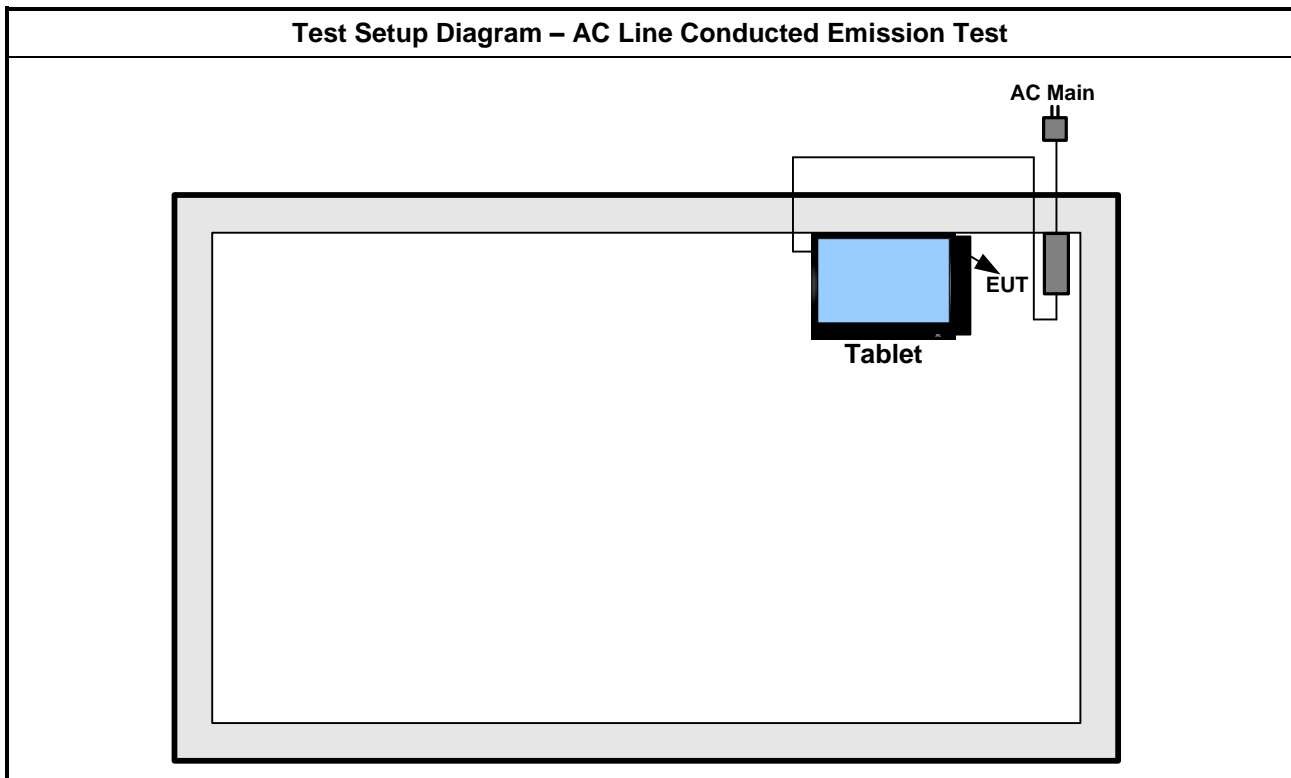 Test Setup Diagram – AC Line Conducted Emission Test
AC Main
EUT
Tablet